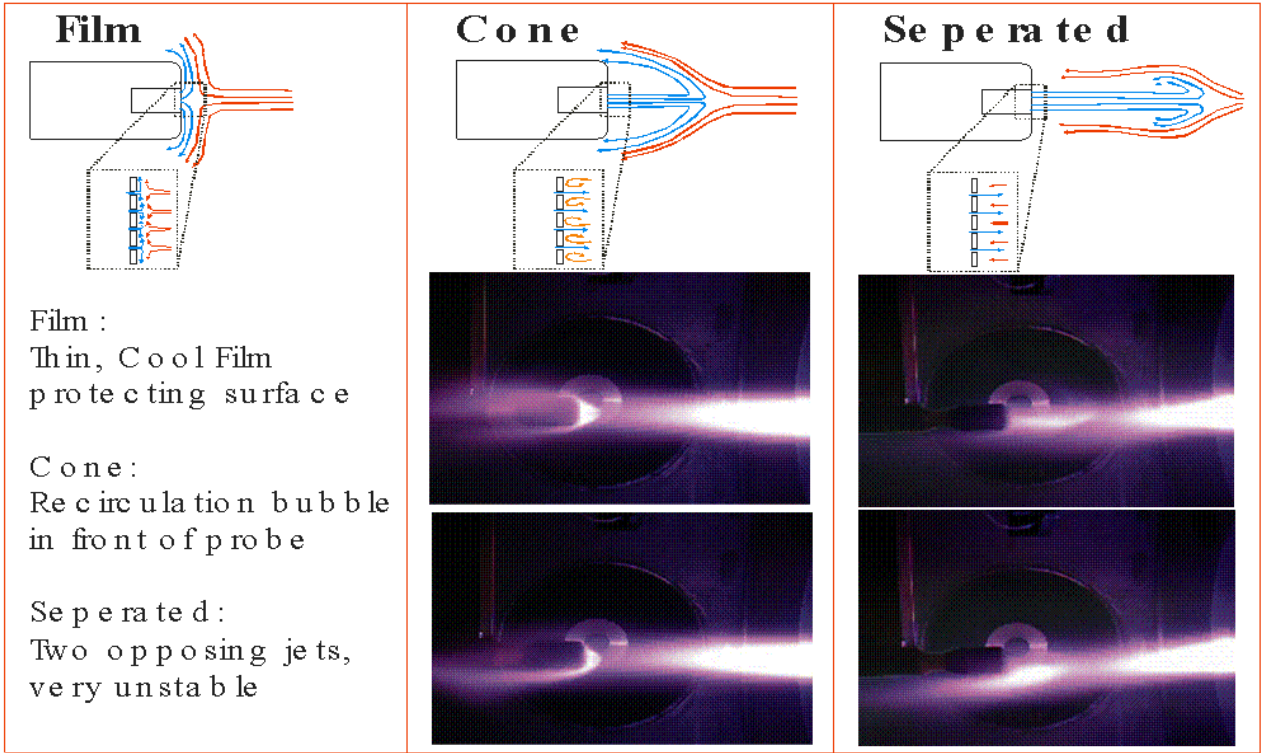 Film
Cone
Seperated
Film:
Thin, Cool Film
protecting surface
Cone:
Recirculation bubble
in front of probe
Seperated:
Two opposing jets,
very unstable